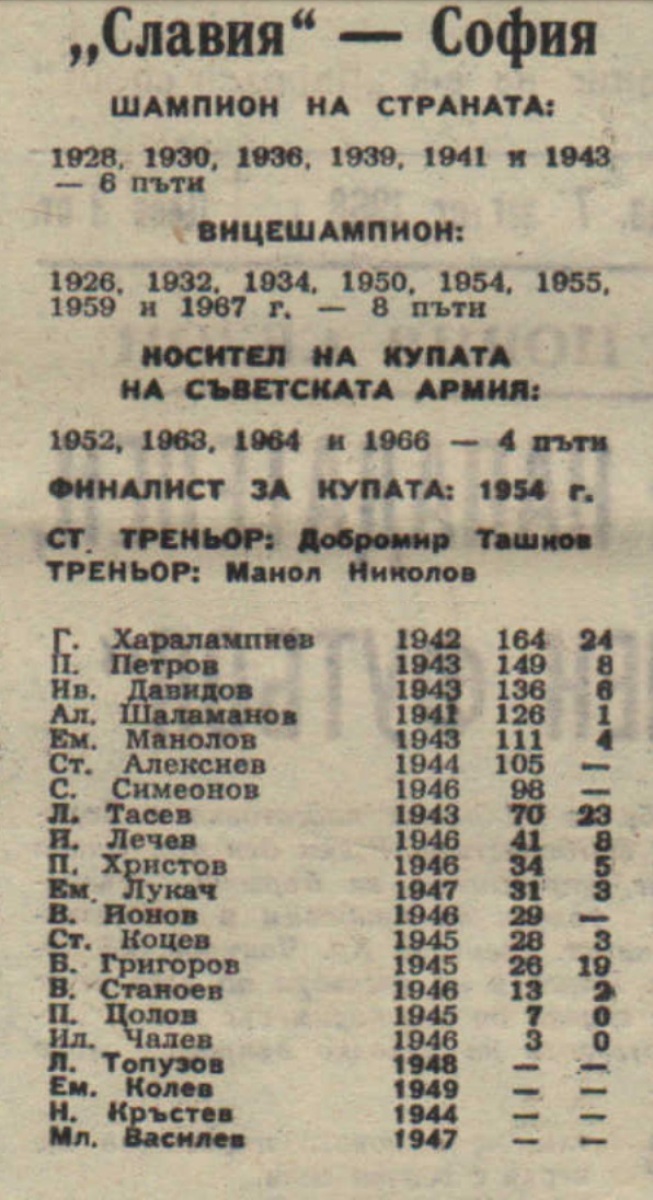 „Славия“ — София
ШАМПИОН НА СТРАНАТА:
1928, 1930, 1936, 1939, 1941 и 1943
— 6 пъти
ВИЦЕШАМПИОН:
1926, 1932, 1934, 1950, 1954, 1955,
1959 и 1967 г. — 8 пъти
НОСИТЕЛ НА КУПАТА
НА СЪВЕТСКАТА АРМИЯ:
1952, 1963, 1964 и 1966 — 4 пъти
ФИНАЛИСТ ЗА КУПАТА: 1954 г.
СТ. ТРЕНЬОР: Добромир Ташков
ТРЕНЬОР: Манол Николов
Г. Харалампиев 1942 164 24
П. Петров 1943 149 8
Ив. Давидов 1943 136 6
Ал. Шаламанов 1941 126 1
Ем. Манолов 1943 111 4
Ст. Алексиев 1944 105 —
С. Симеонов 1946 98 —
Л. Тасев 1943 70 23
И. Лечев 1946 41 8
П. Христов 1946 34 5
Ем. Лукач 1947 31 3
В. Йонов 1946 29 —
Ст. Коцев 1945 28 3
Б. Григоров 1945 26 19
В. Станоев 1946 13 2
П. Цолов 1945 7 0
Ил. Чалев 1946 3 0
Л. Топузов 1948 — —
Ем. Колев 1949 — —
Н. Кръстев 1944 — —
Мл. Василев 1947 — —